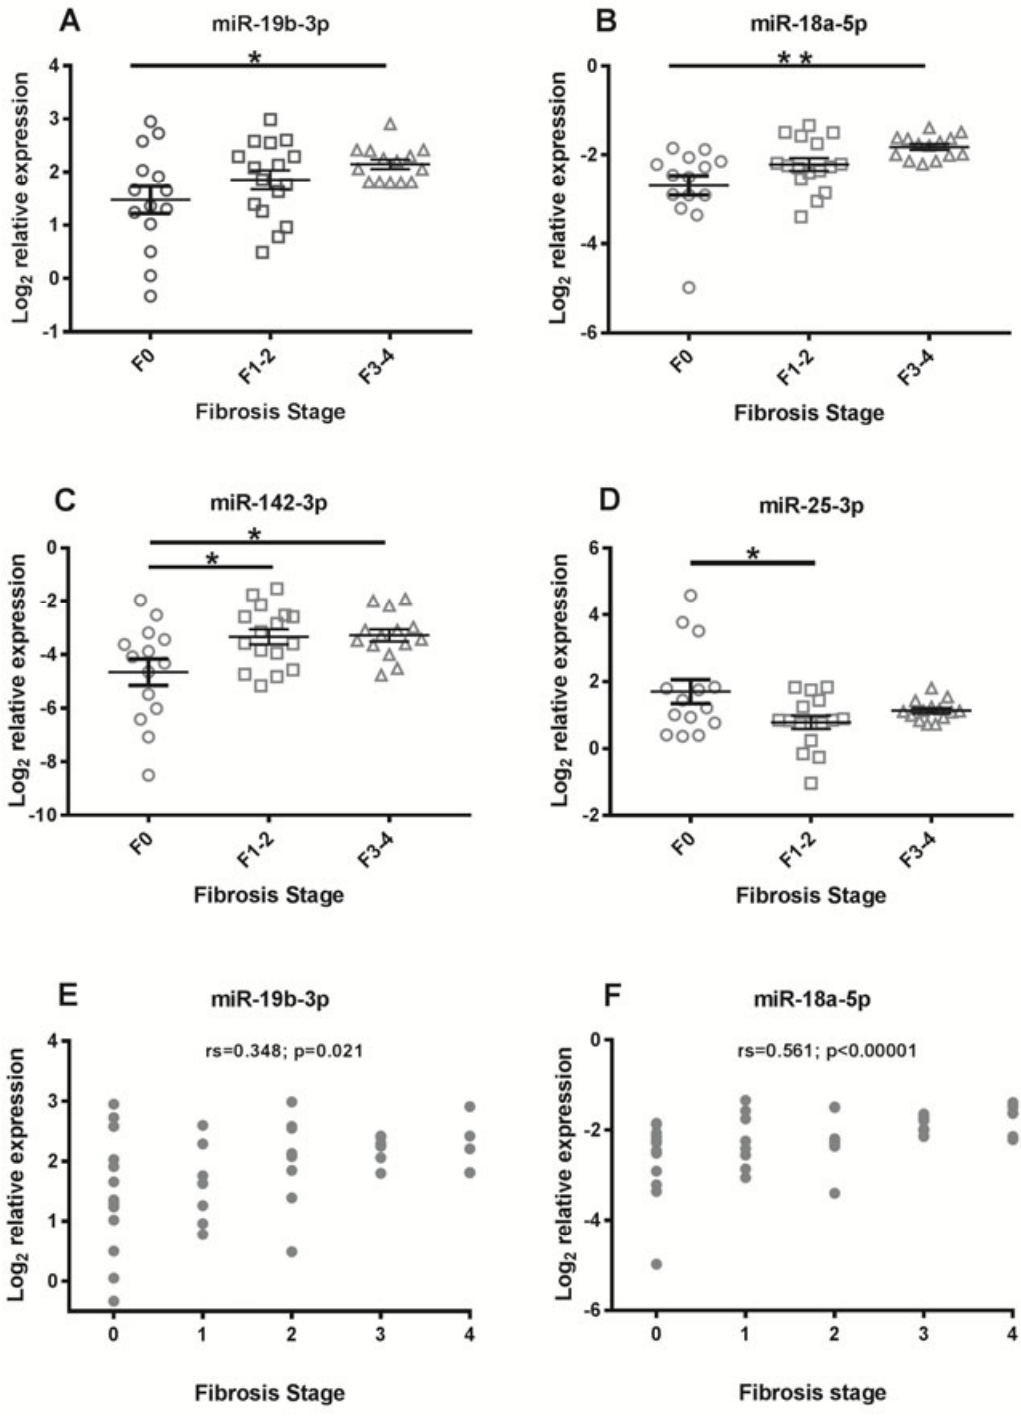 A
miR-19b-3p
*
Log2 relative expression
4
3
2
1
0
-1
F0
F1-2
F3-4
Fibrosis Stage
B
miR-18a-5p
* *
Log2 relative expression
0
-2
-4
-6
F0
F1-2
F3-4
Fibrosis Stage
C
miR-142-3p
*
*
Log2 relative expression
0
-2
-4
-6
-8
-10
F0
F1-2
F3-4
Fibrosis Stage
D
miR-25-3p
*
Log2 relative expression
6
4
2
0
-2
F0
F1-2
F3-4
Fibrosis Stage
E
miR-19b-3p
rs=0.348; p=0.021
Log2 relative expression
4
3
2
1
0
0 1 2 3 4
Fibrosis Stage
F
miR-18a-5p
rs=0.561; p<0.00001
Log2 relative expression
0
-2
-4
-6
0 1 2 3 4
Fibrosis stage